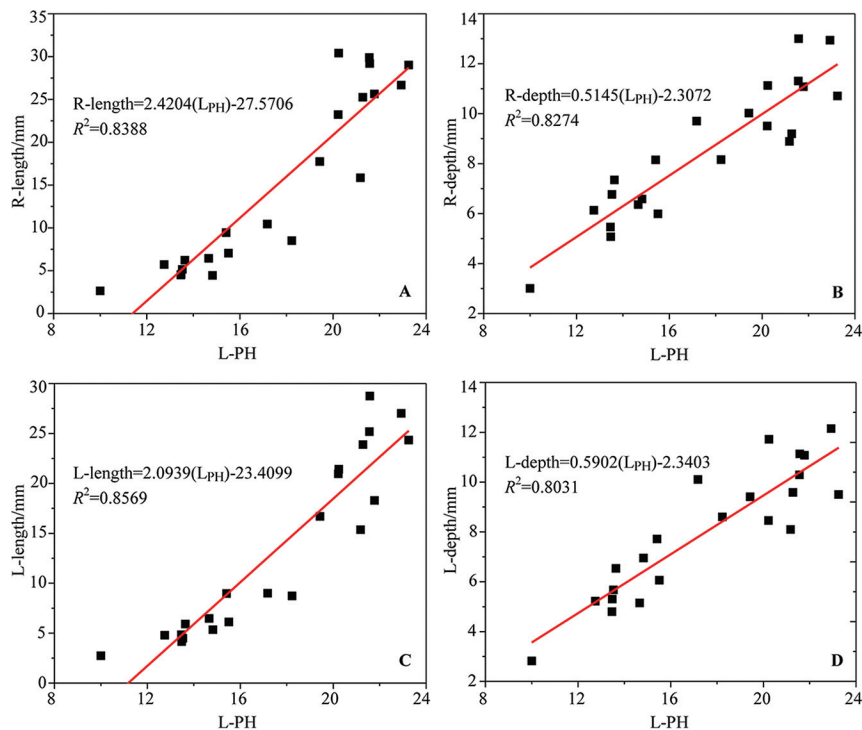 35
30
25
20
15
10
5
0
R-length/mm
R-length=2.4204(LPH)-27.5706
R²=0.8388
A
8 12 16 20 24
L-PH
14
12
10
8
6
4
2
R-depth/mm
R-depth=0.5145(LPH)-2.3072
R²=0.8274
B
8 12 16 20 24
L-PH
30
25
20
15
10
5
0
L-length/mm
L-length=2.0939(LPH)-23.4099
R²=0.8569
C
8 12 16 20 24
L-PH
14
12
10
8
6
4
2
L-depth/mm
L-depth=0.5902(LPH)-2.3403
R²=0.8031
D
8 12 16 20 24
L-PH